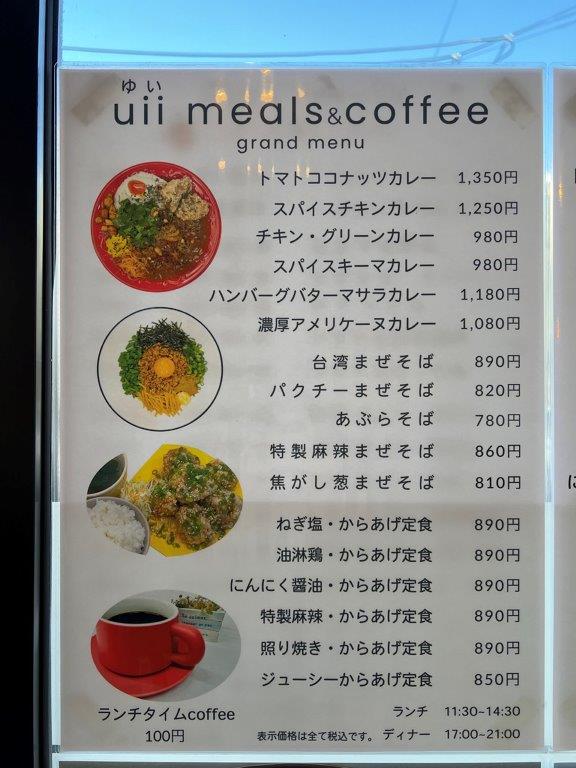 ゆい
uii meals&coffee
grand menu
トマトココナッツカレー 1,350円
スパイスチキンカレー 1,250円
チキン・グリーンカレー 980円
スパイスキーマカレー 980円
ハンバーグバターマサラカレー 1,180円
濃厚アメリケーヌカレー 1,080円
台湾まぜそば 890円
パクチーまぜそば 820円
あぶらそば 780円
特製麻辣まぜそば 860円
焦がし葱まぜそば 810円
ねぎ塩・からあげ定食 890円
油淋鶏・からあげ定食 890円
にんにく醤油・からあげ定食 890円
特製麻辣・からあげ定食 890円
照り焼き・からあげ定食 890円
ジューシーからあげ定食 850円
ランチタイムcoffee
100円
ランチ 11:30~14:30
表示価格は全て税込です。 ディナー 17:00~21:00